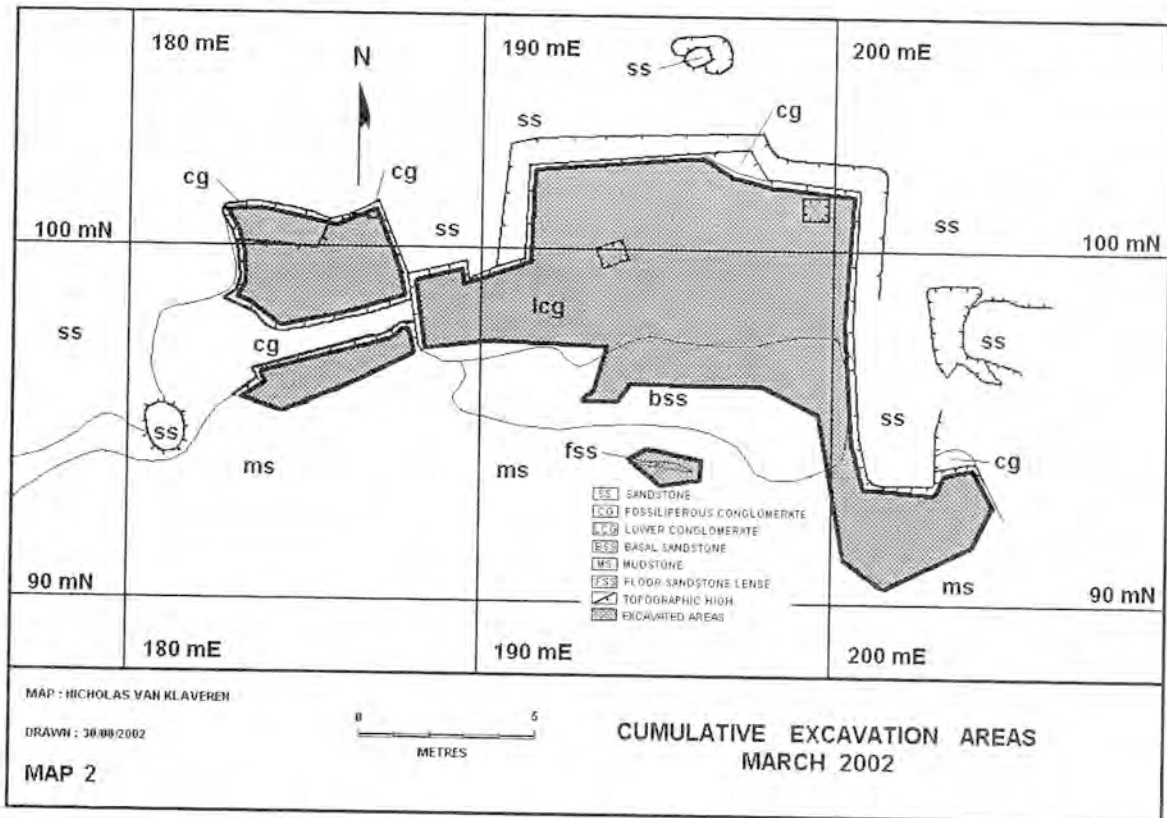 180 mE
190 mE
200 mE
N
ss
ss
cg
cg
cg
ss
ss
100 mN
100 mN
lcg
ss
ss
cg
bss
ss
ss
cg
ms
ms
fss
ms
SS SANDSTONE
CG FOSSILIFEROUS CONGLOMERATE
LCG LOWER CONGLOMERATE
BSS BASAL SANDSTONE
MS MUDSTONE
FSS FLOOR SANDSTONE LENSE
TOPOGRAPHIC HIGH
EXCAVATED AREAS
90 mN
90 mN
180 mE
190 mE
200 mE
MAP : NICHOLAS VAN KLAVEREN
DRAWN : 30/08/2002
MAP 2
0 5
METRES
CUMULATIVE EXCAVATION AREAS
MARCH 2002